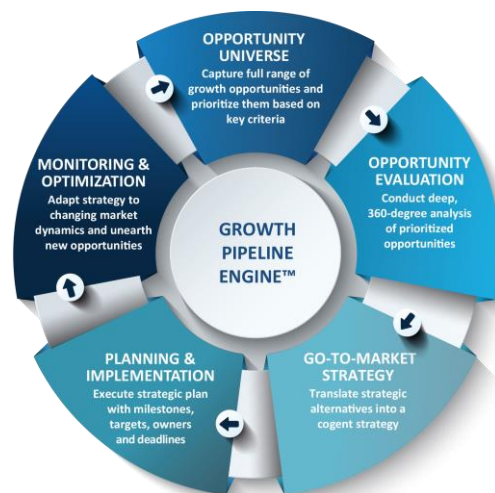 OPPORTUNITY
UNIVERSE
Capture full range of
growth opportunities and
prioritize them based on
key criteria
OPPORTUNITY
EVALUATION
Conduct deep,
360-degree analysis
of prioritized
opportunities
GO-TO-MARKET
STRATEGY
Translate strategic
alternatives into a
cogent strategy
PLANNING &
IMPLEMENTATION
Execute strategic plan
with milestones,
targets, owners
and deadlines
MONITORING &
OPTIMIZATION
Adapt strategy to
changing market
dynamics and unearth
new opportunities
GROWTH
PIPELINE
ENGINE™